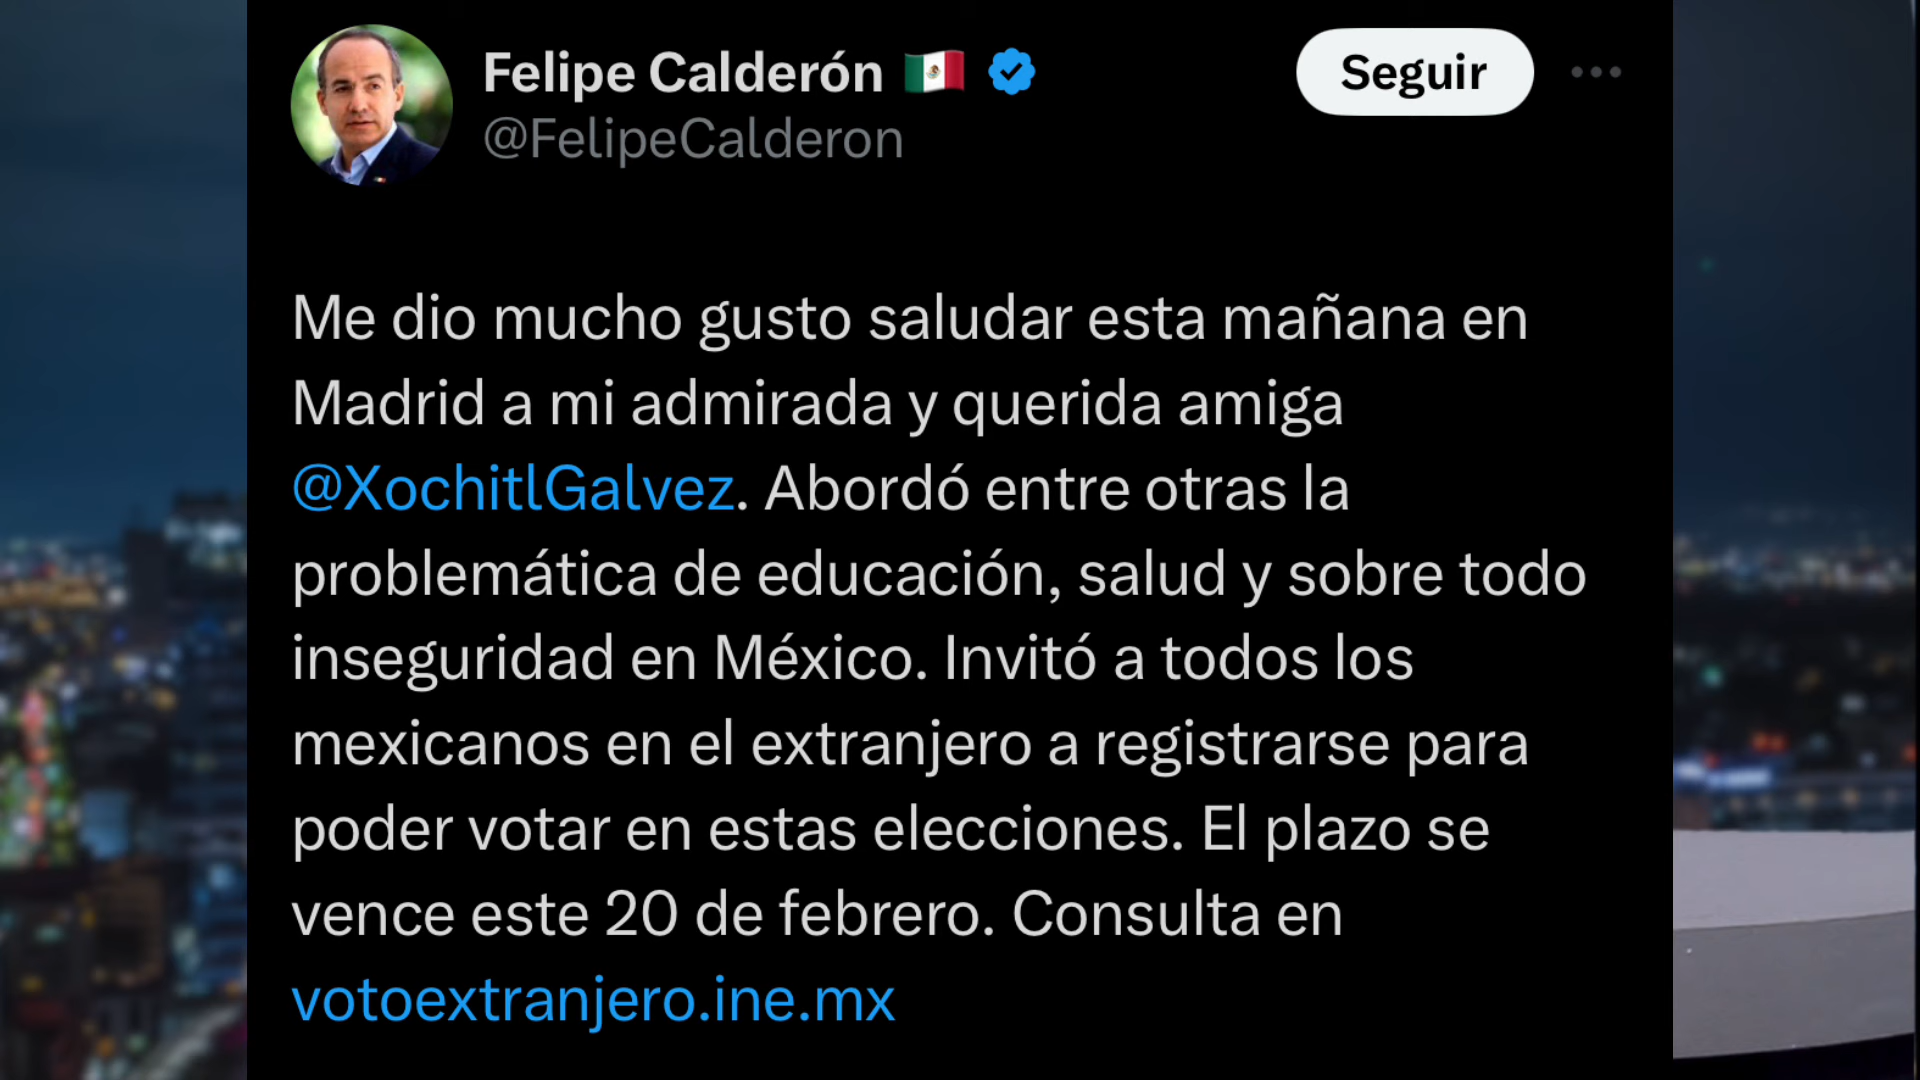 Felipe Calderón 🇲🇽
@FelipeCalderon
Seguir
Me dio mucho gusto saludar esta mañana en
Madrid a mi admirada y querida amiga
@XochitlGalvez. Abordó entre otras la
problemática de educación, salud y sobre todo
inseguridad en México. Invitó a todos los
mexicanos en el extranjero a registrarse para
poder votar en estas elecciones. El plazo se
vence este 20 de febrero. Consulta en
votoextranjero.ine.mx